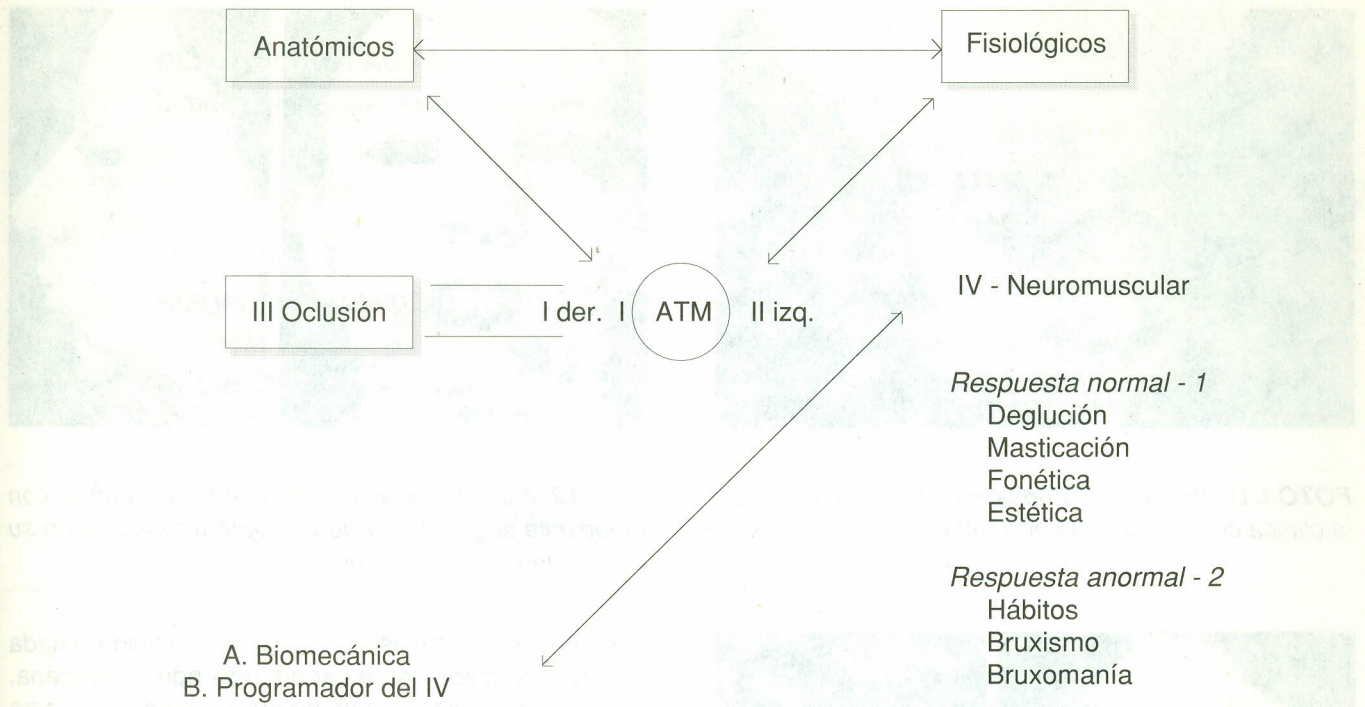 Anatómicos
Fisiológicos
III Oclusión
I der. I
ATM
II izq.
IV - Neuromuscular
Respuesta normal - 1
Deglución
Masticación
Fonética
Estética
Respuesta anormal - 2
Hábitos
Bruxismo
Bruxomanía
A. Biomecánica
B. Programador del IV